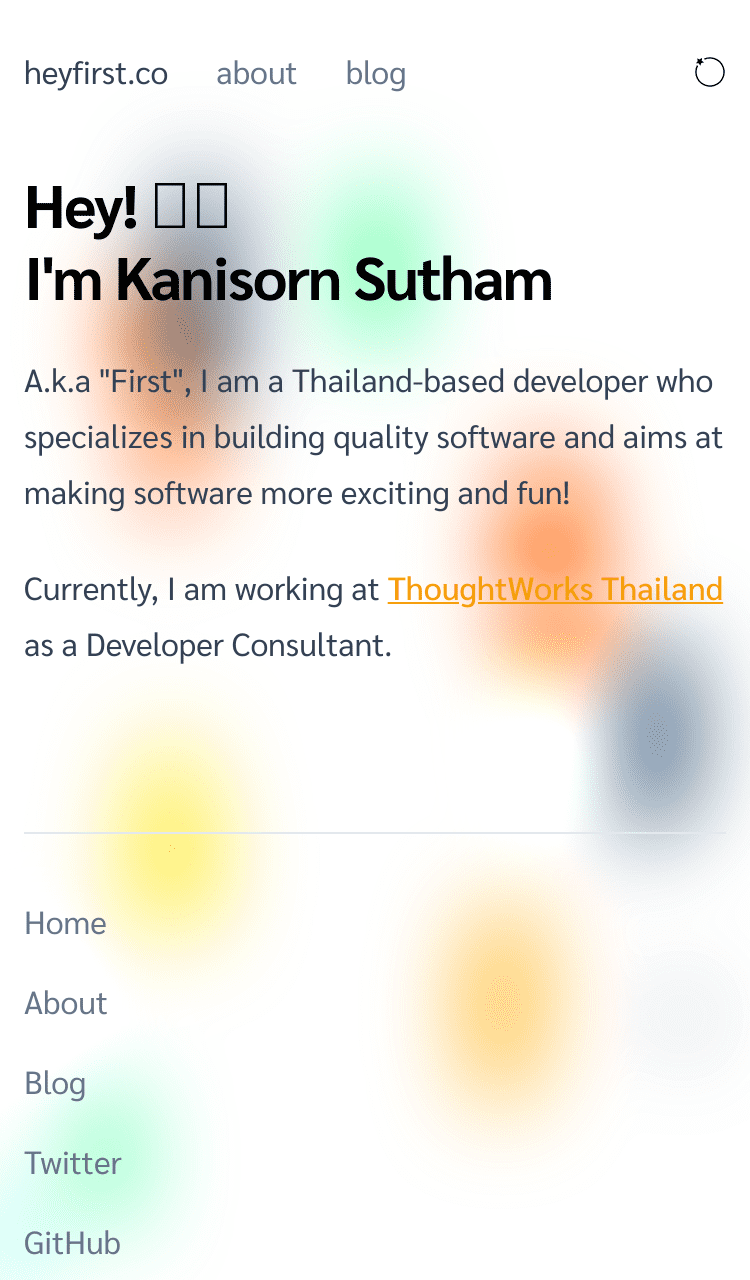 heyfirst.co about blog
Hey!
I'm Kanisorn Sutham
A.k.a "First", I am a Thailand-based developer who
specializes in building quality software and aims at
making software more exciting and fun!
Currently, I am working at ThoughtWorks Thailand
as a Developer Consultant.
Home
About
Blog
Twitter
GitHub